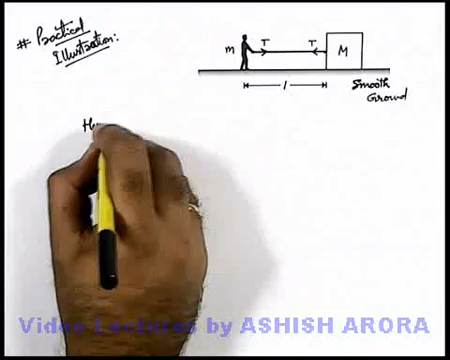 # Practical
Illustration:
m T T M
l
Smooth
Ground
H
Video Lectures by ASHISH ARORA